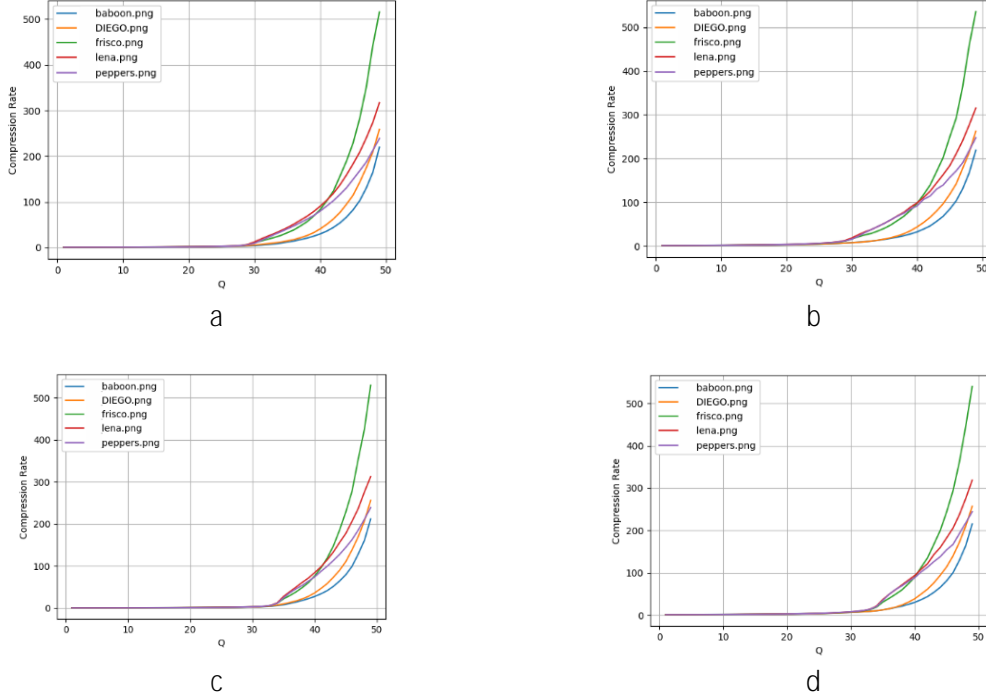 baboon.png
DIEGO.png
frisco.png
lena.png
peppers.png
500
400
300
200
100
0
Compression Rate
0 10 20 30 40 50
Q
a
baboon.png
DIEGO.png
frisco.png
lena.png
peppers.png
500
400
300
200
100
0
Compression Rate
0 10 20 30 40 50
Q
b
baboon.png
DIEGO.png
frisco.png
lena.png
peppers.png
500
400
300
200
100
0
Compression Rate
0 10 20 30 40 50
Q
c
baboon.png
DIEGO.png
frisco.png
lena.png
peppers.png
500
400
300
200
100
0
Compression Rate
0 10 20 30 40 50
Q
d